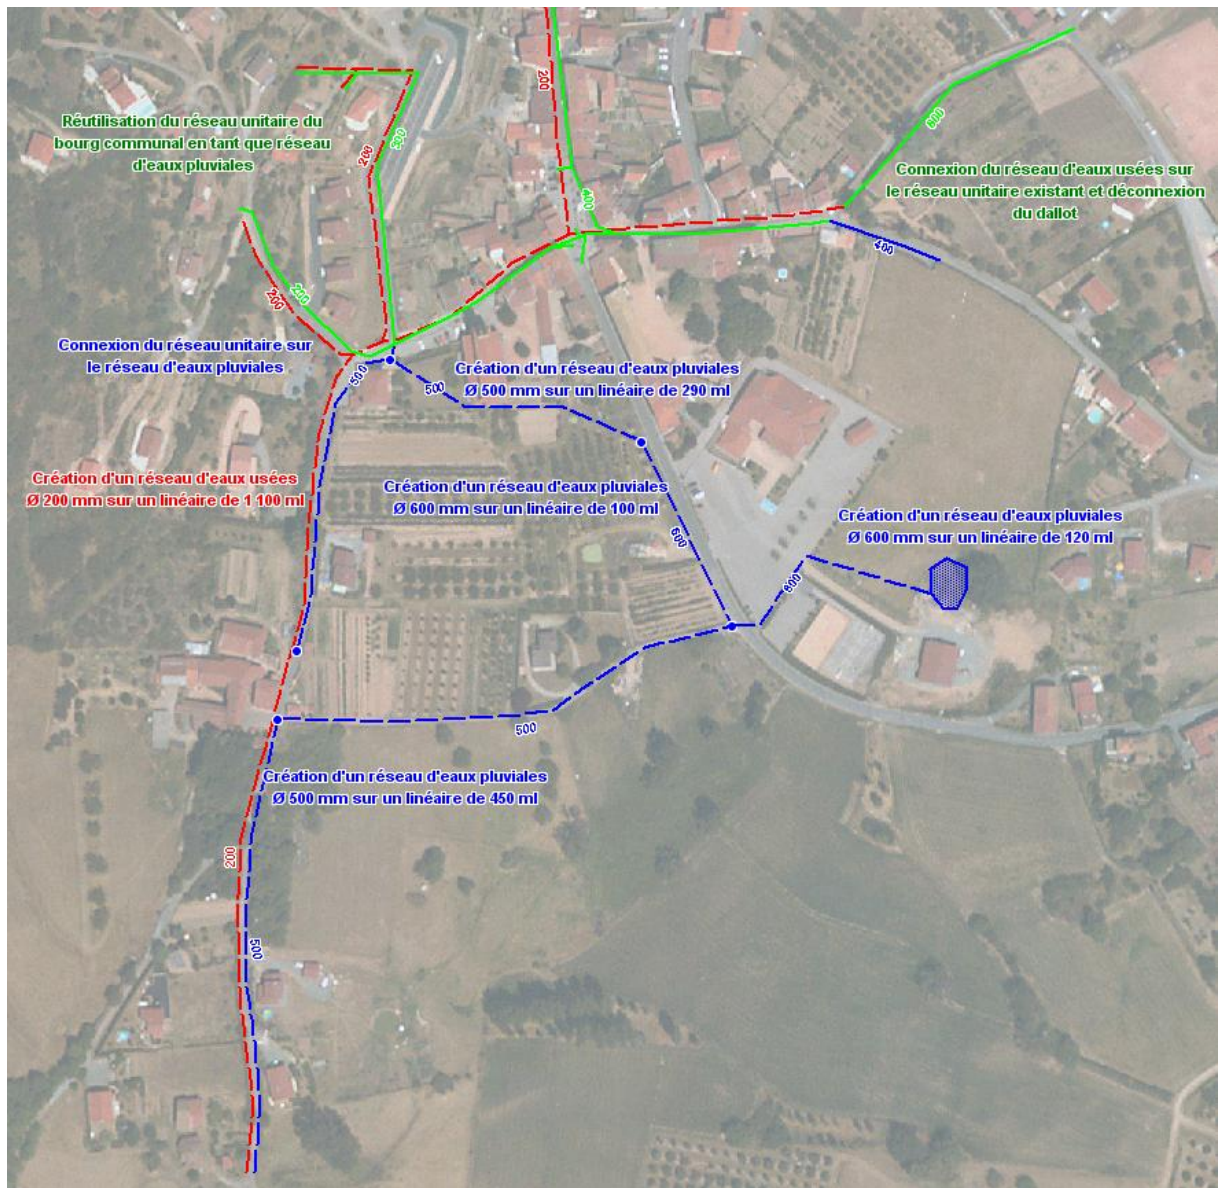 200
Réutilisation du réseau unitaire du
bourg communal en tant que réseau
d'eaux pluviales
300
200
400
Connexion du réseau d'eaux usées sur
le réseau unitaire existant et déconnexion
du dallot
400
400
200
200
Connexion du réseau unitaire sur
le réseau d'eaux pluviales
500
Création d'un réseau d'eaux pluviales
Ø 500 mm sur un linéaire de 290 ml
500
Création d'un réseau d'eaux usées
Ø 200 mm sur un linéaire de 1 100 ml
Création d'un réseau d'eaux pluviales
Ø 600 mm sur un linéaire de 100 ml
600
Création d'un réseau d'eaux pluviales
Ø 600 mm sur un linéaire de 120 ml
500
Création d'un réseau d'eaux pluviales
Ø 500 mm sur un linéaire de 450 ml
200
500